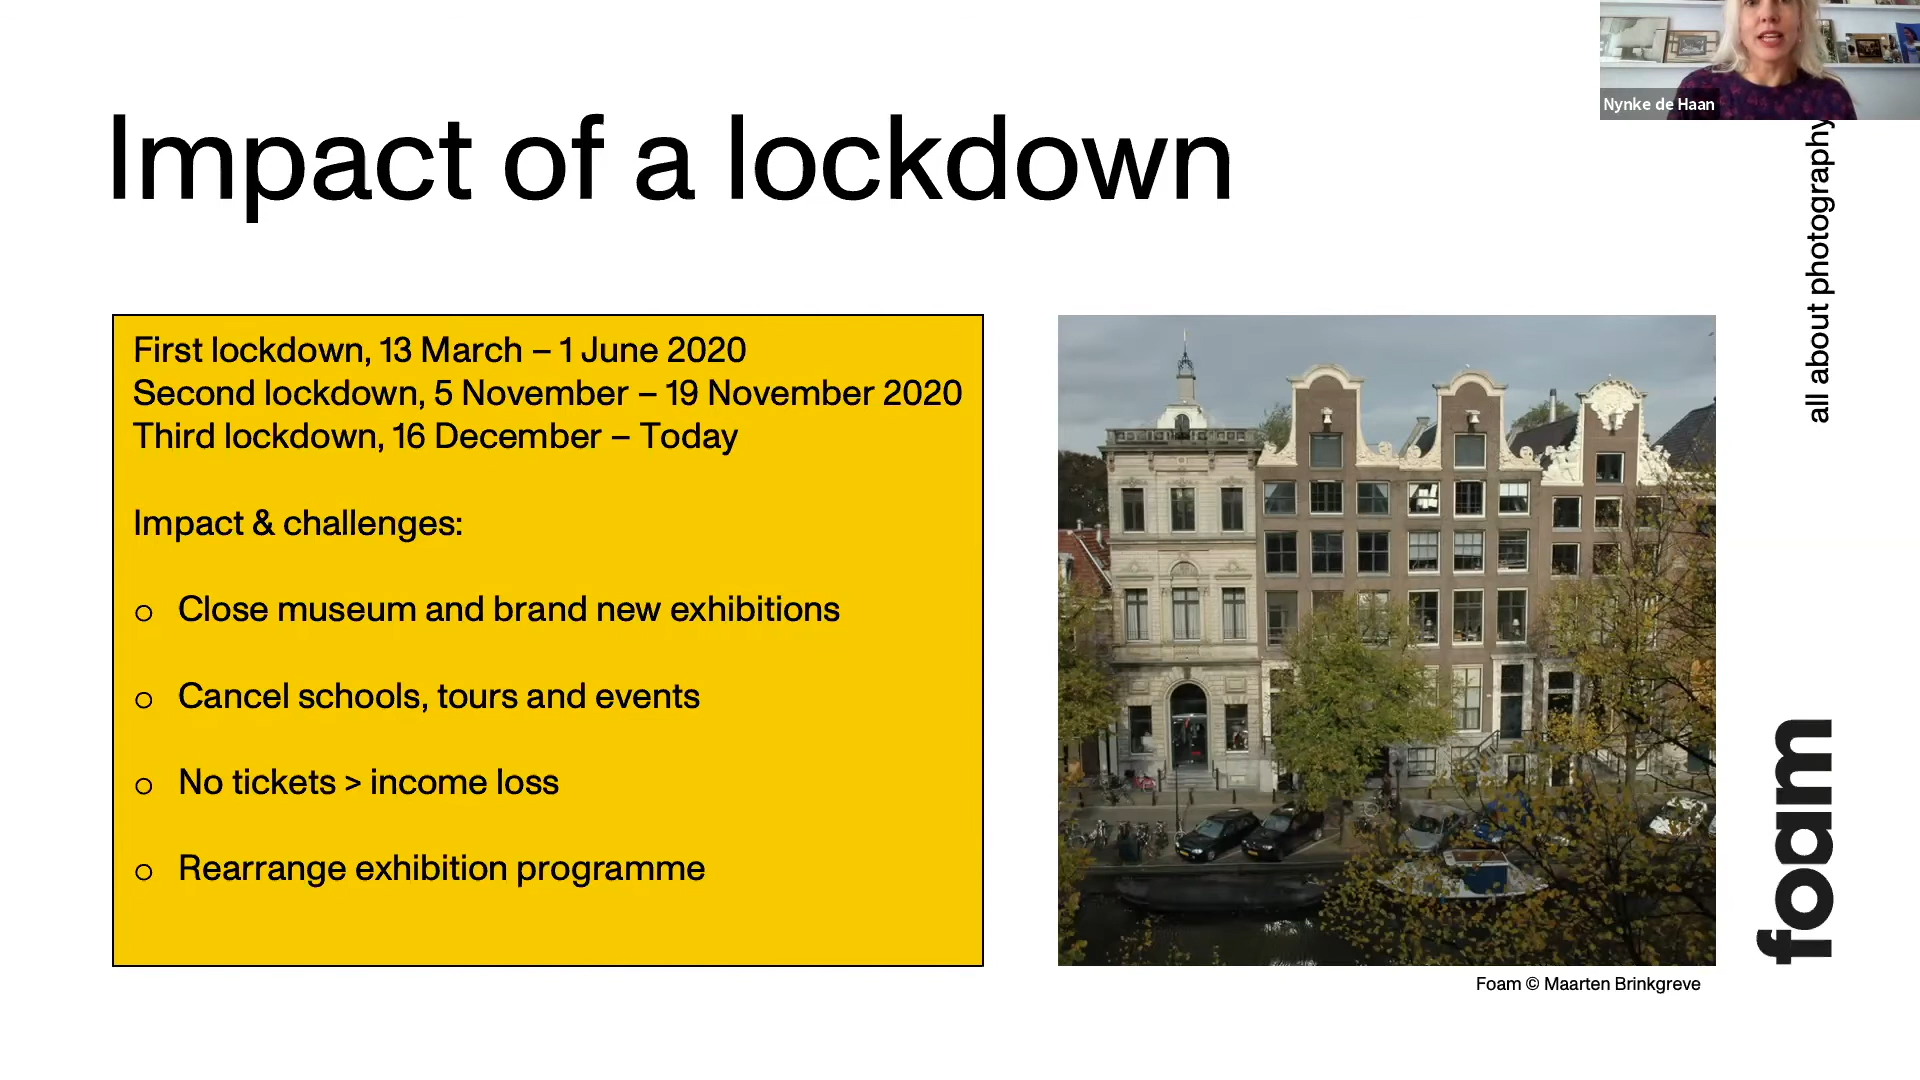 Nynke de Haan
Impact of a lockdown
all about photography
First lockdown, 13 March – 1 June 2020
Second lockdown, 5 November – 19 November 2020
Third lockdown, 16 December – Today
Impact & challenges:
o Close museum and brand new exhibitions
o Cancel schools, tours and events
o No tickets > income loss
o Rearrange exhibition programme
foam
Foam © Maarten Brinkgreve